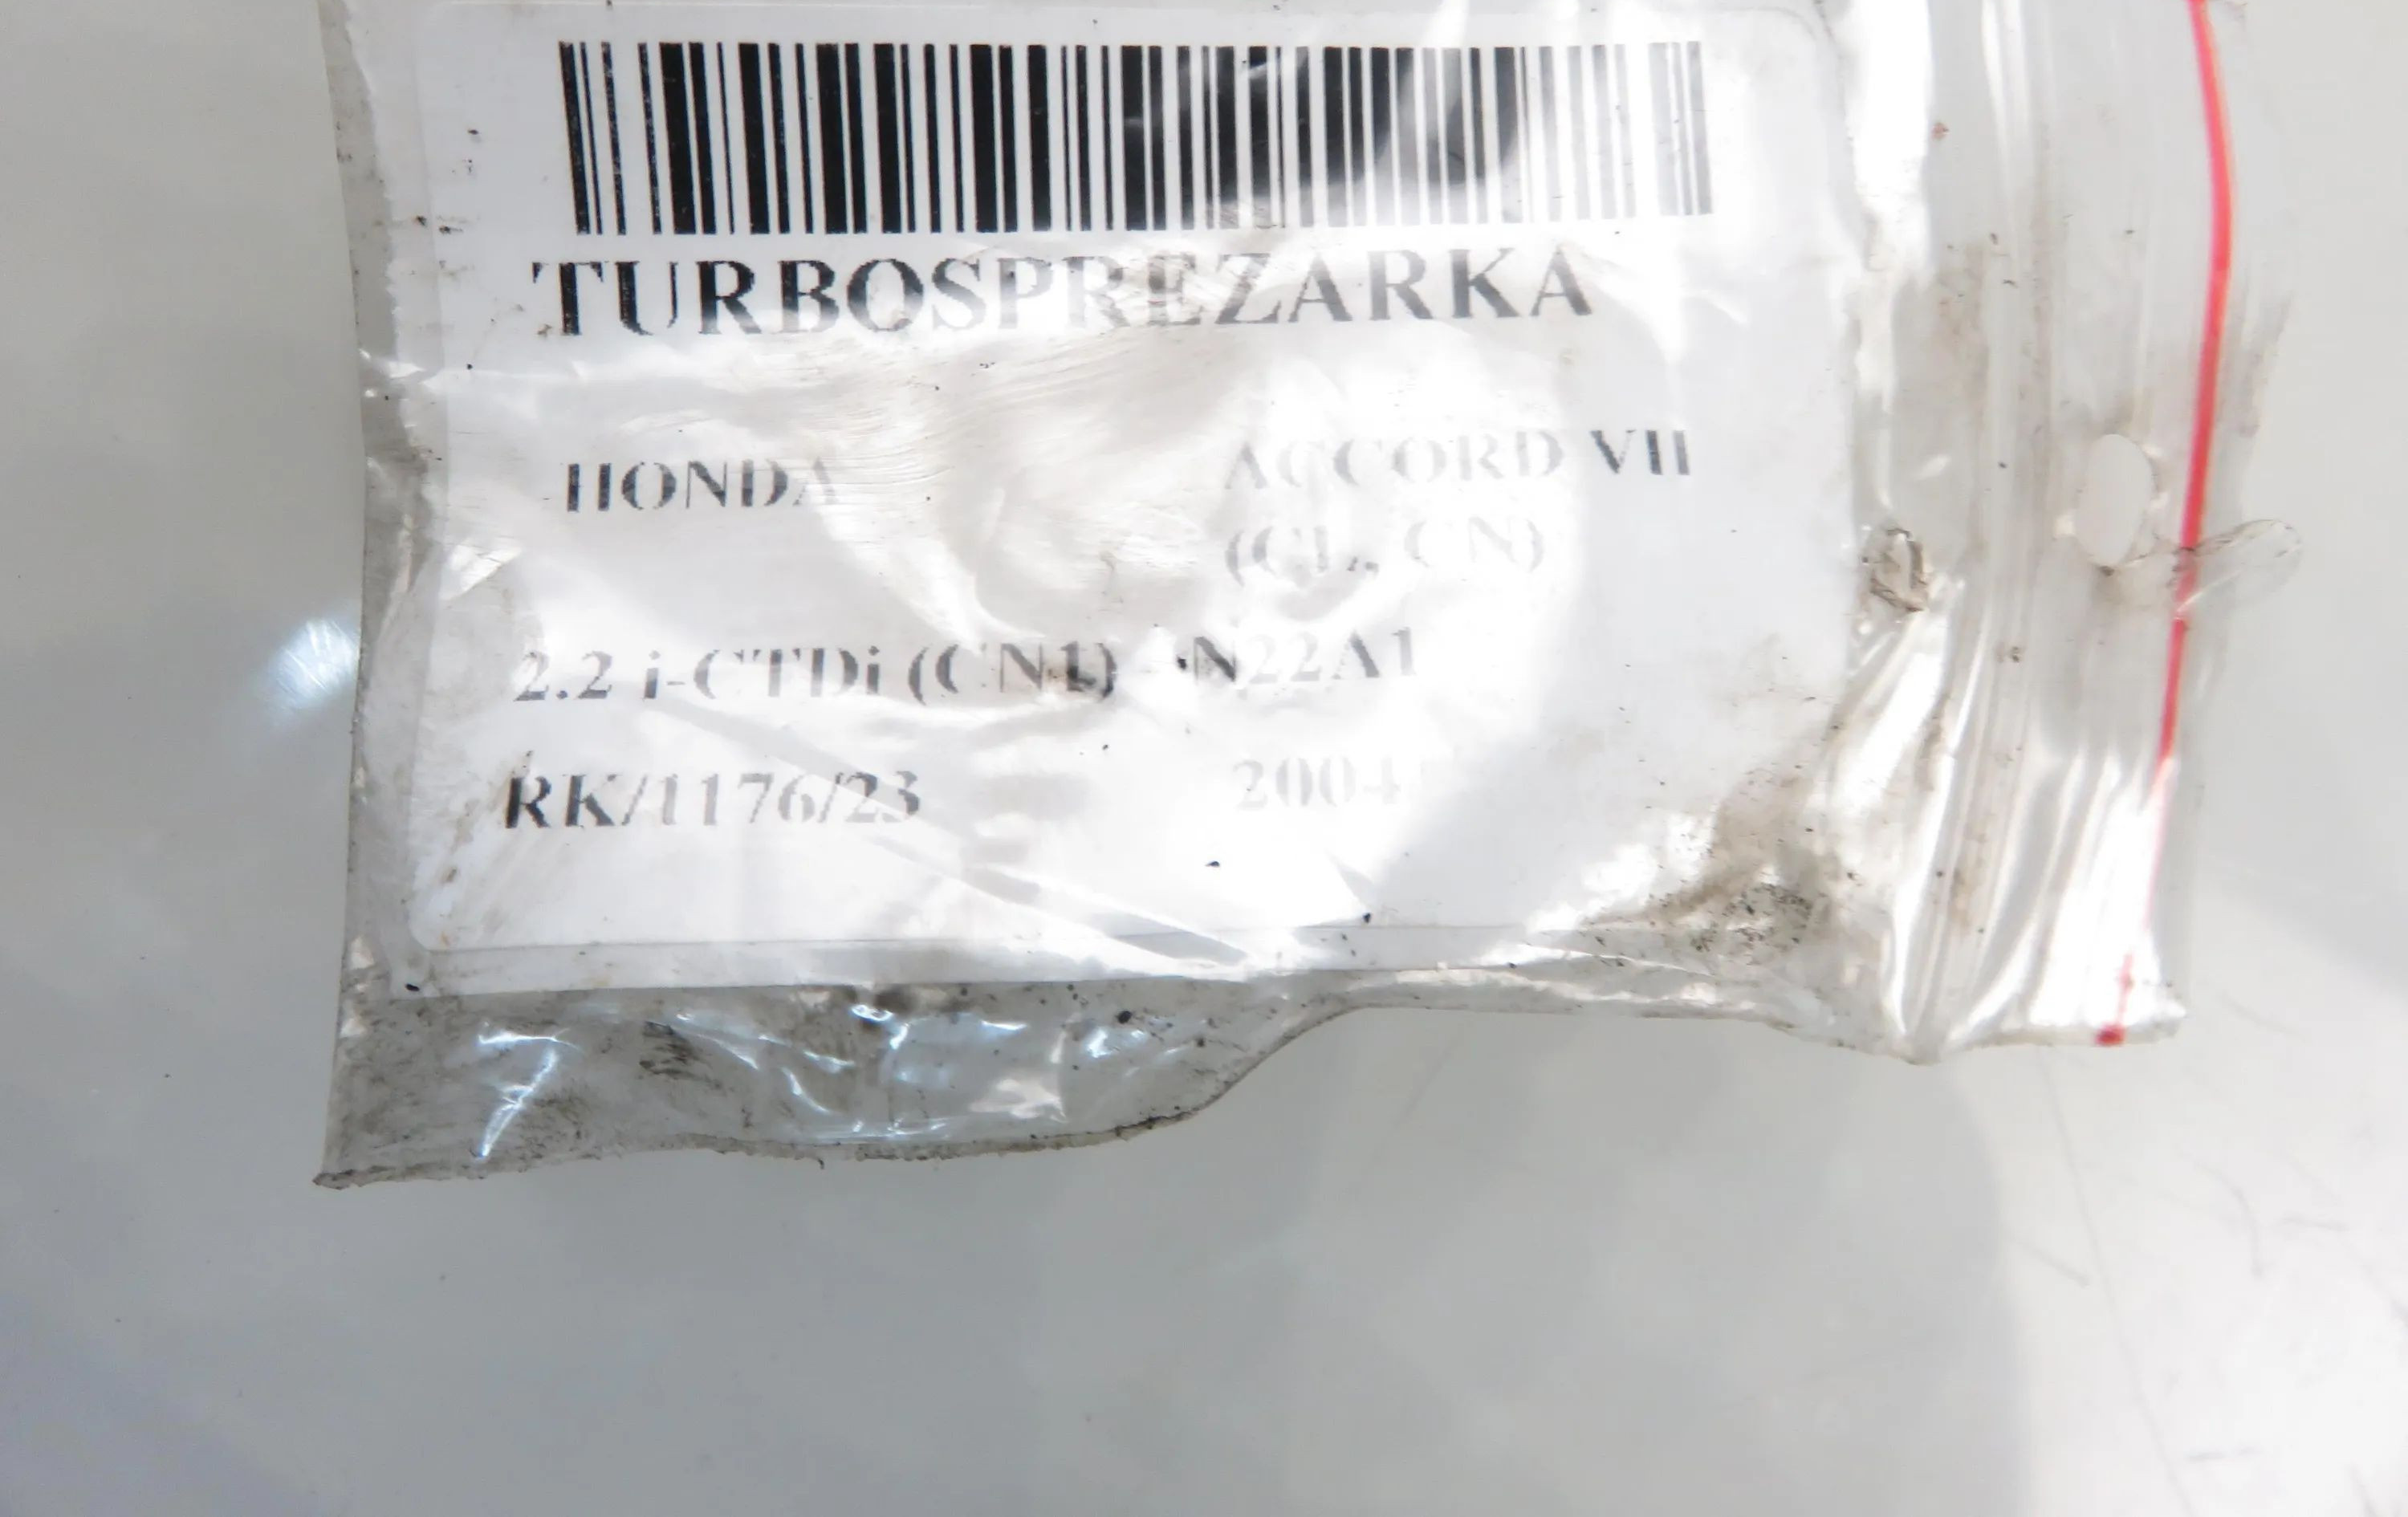 TURBOSPREZARKA
HONDA ACCORD VII
(CL, CN)
2.2 i-CTDi (CN1) - N22A1
RK/1176/23 2004